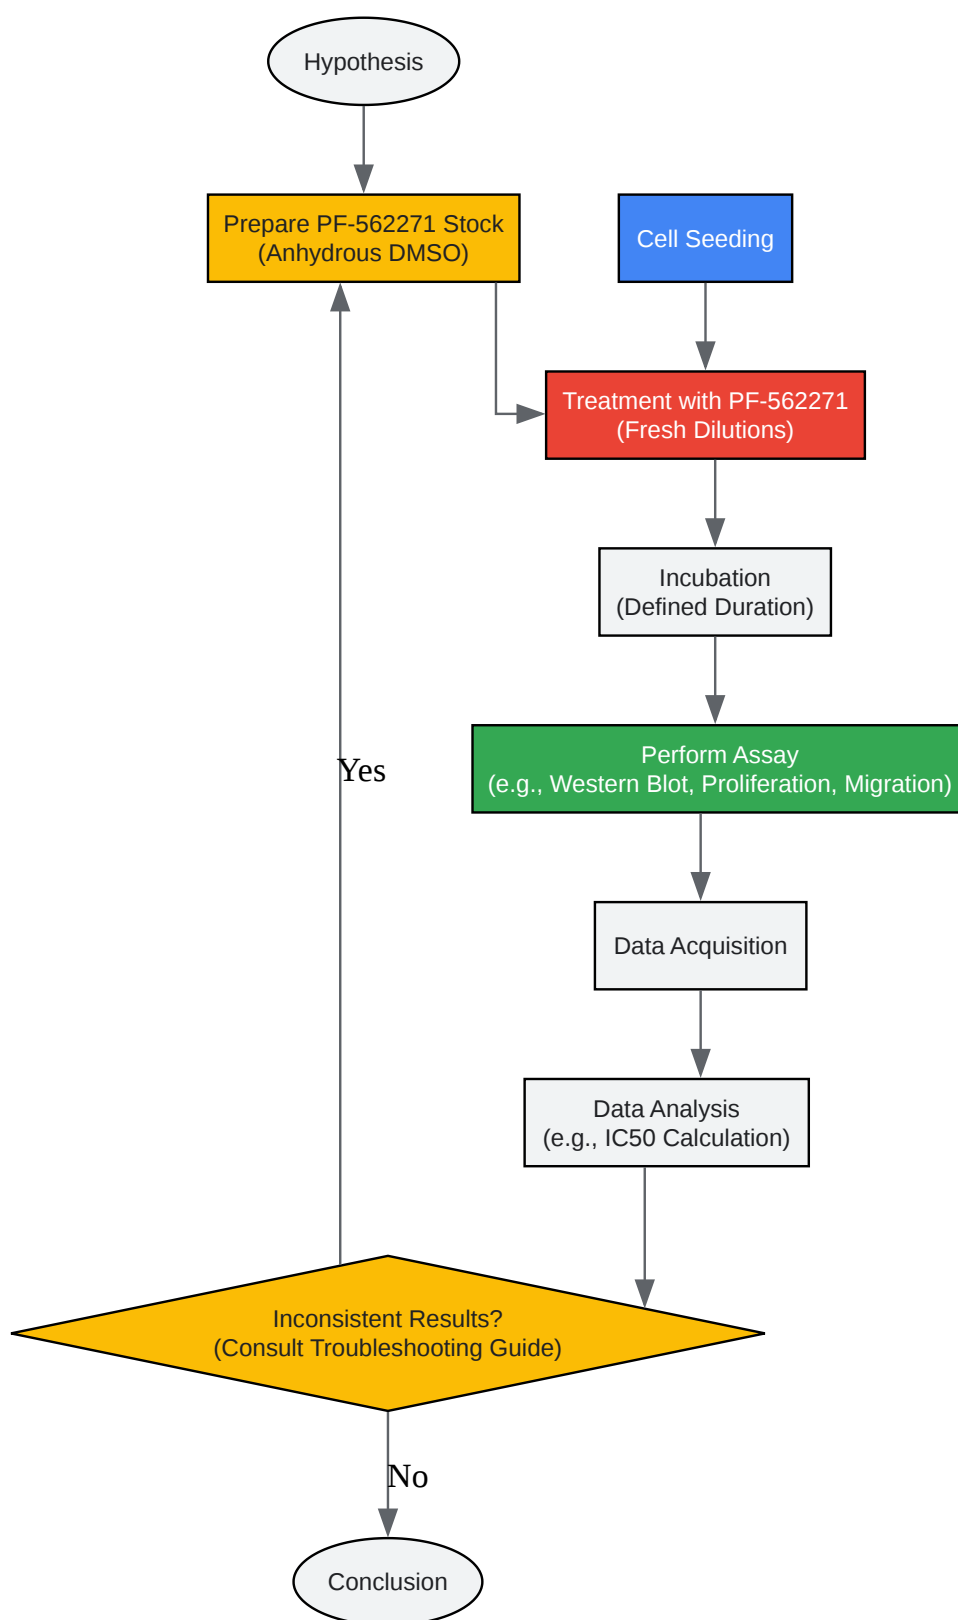 Hypothesis
Prepare PF-562271 Stock
(Anhydrous DMSO)
Cell Seeding
Treatment with PF-562271
(Fresh Dilutions)
Incubation
(Defined Duration)
Perform Assay
(e.g., Western Blot, Proliferation, Migration)
Yes
Data Acquisition
Data Analysis
(e.g., IC50 Calculation)
Inconsistent Results?
(Consult Troubleshooting Guide)
No
Conclusion